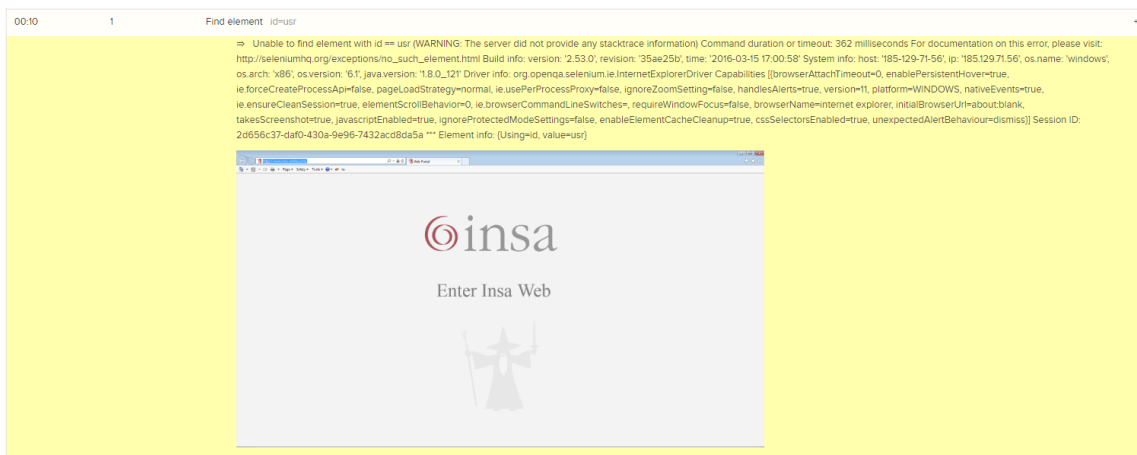 00:10 1 Find element id=usr
⇒ Unable to find element with id == usr (WARNING: The server did not provide any stacktrace information) Command duration or timeout: 362 milliseconds For documentation on this error, please visit:
http://seleniumhq.org/exceptions/no_such_element.html Build info: version: '2.53.0', revision: '35ae25b', time: '2016-03-15 17:00:58' System info: host: '185-129-71-56', ip: '185.129.71.56', os.name: 'windows',
os.arch: 'x86', os.version: '6.1', java.version: '1.8.0_121' Driver info: org.openqa.selenium.ie.InternetExplorerDriver Capabilities [{browserAttachTimeout=0, enablePersistentHover=true,
ie.forceCreateProcessApi=false, pageLoadStrategy=normal, ie.usePerProcessProxy=false, ignoreZoomSetting=false, handlesAlerts=true, version=11, platform=WINDOWS, nativeEvents=true,
ie.ensureCleanSession=true, elementScrollBehavior=0, ie.browserCommandLineSwitches=, requireWindowFocus=false, browserName=internet explorer, initialBrowserUrl=about:blank,
takesScreenshot=true, javascriptEnabled=true, ignoreProtectedModeSettings=false, enableElementCacheCleanup=true, cssSelectorsEnabled=true, unexpectedAlertBehaviour=dismiss}] Session ID:
2d656c37-daf0-430a-9e96-7432acd8da5a *** Element info: {Using=id, value=usr}
Web Portal
Page Safety Tools
insa
Enter Insa Web